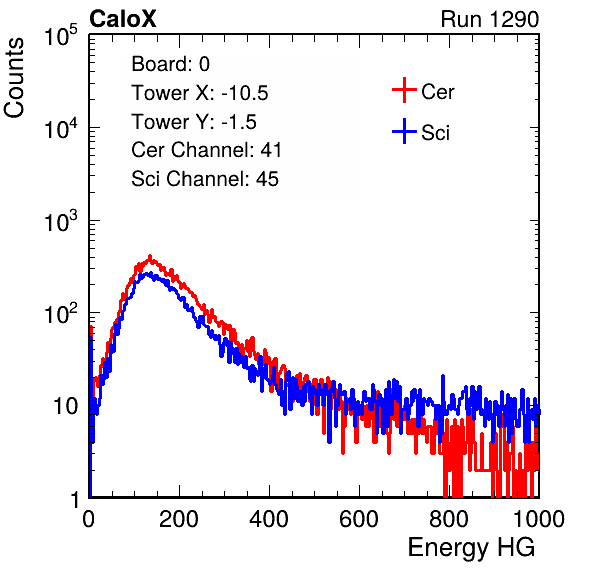 CaloX Run 1290
Counts
10^5
10^4
10^3
10^2
10
1
Board: 0
Tower X: -10.5
Tower Y: -1.5
Cer Channel: 41
Sci Channel: 45
Cer
Sci
0 200 400 600 800 1000
Energy HG